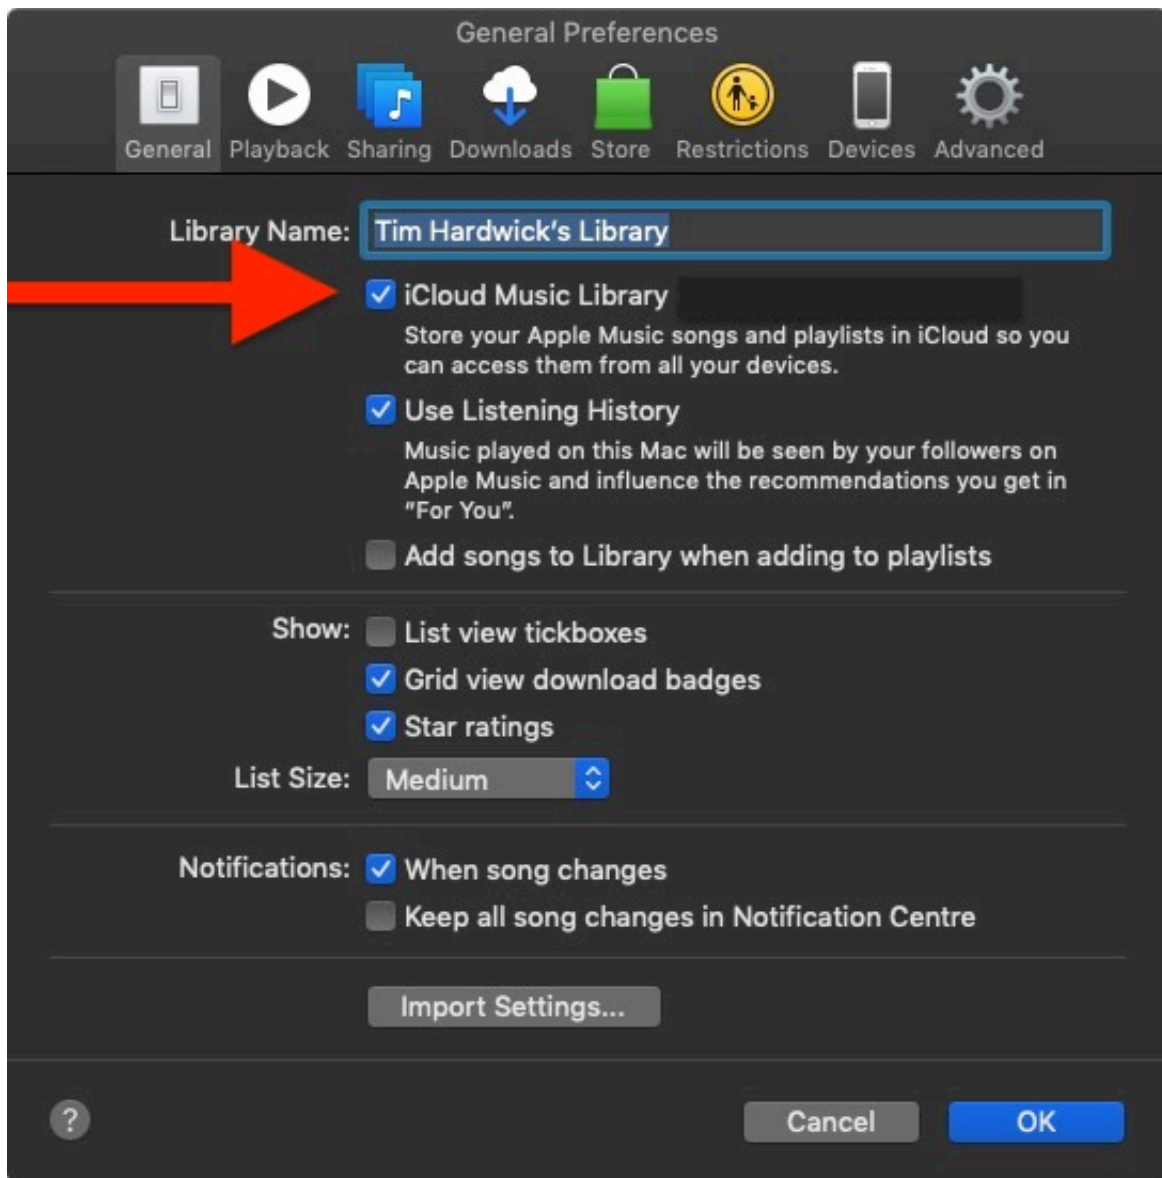 General Preferences
General Playback Sharing Downloads Store Restrictions Devices Advanced
Library Name: Tim Hardwick’s Library
iCloud Music Library
Store your Apple Music songs and playlists in iCloud so you
can access them from all your devices.
Use Listening History
Music played on this Mac will be seen by your followers on
Apple Music and influence the recommendations you get in
“For You”.
Add songs to Library when adding to playlists
Show: List view tickboxes
Grid view download badges
Star ratings
List Size: Medium
Notifications: When song changes
Keep all song changes in Notification Centre
Import Settings...
? Cancel OK